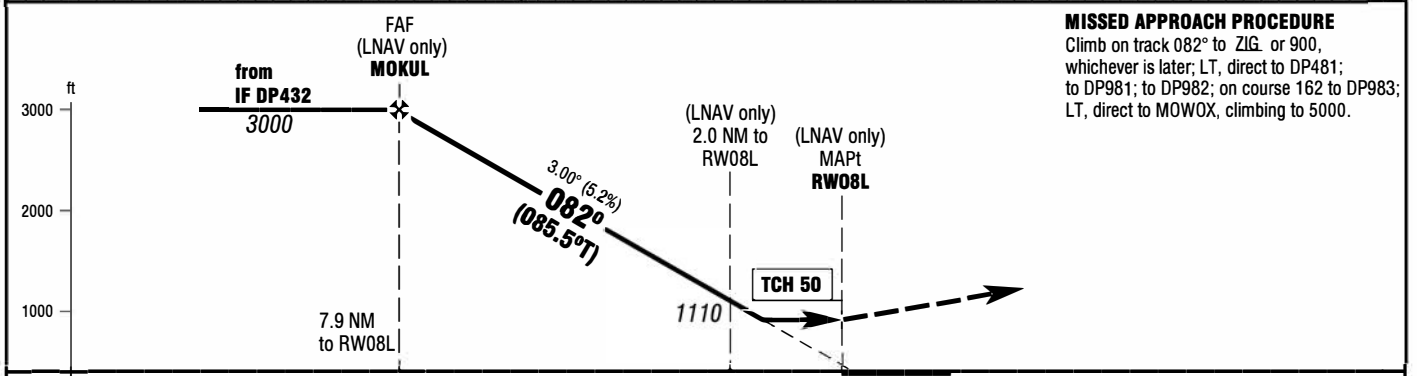 FAF
(LNAV only)
MOKUL
from
IF DP432
3000
ft
3000
2000
1000
7.9 NM
to RW08L
3.00° (5.2%)
082º
(085.5ºT)
(LNAV only)
2.0 NM to
RW08L
(LNAV only)
MAPt
RW08L
TCH 50
1110
MISSED APPROACH PROCEDURE
Climb on track 082° to ZIG or 900,
whichever is later; LT, direct to DP481;
to DP981; to DP982; on course 162 to DP983;
LT, direct to MOWOX, climbing to 5000.